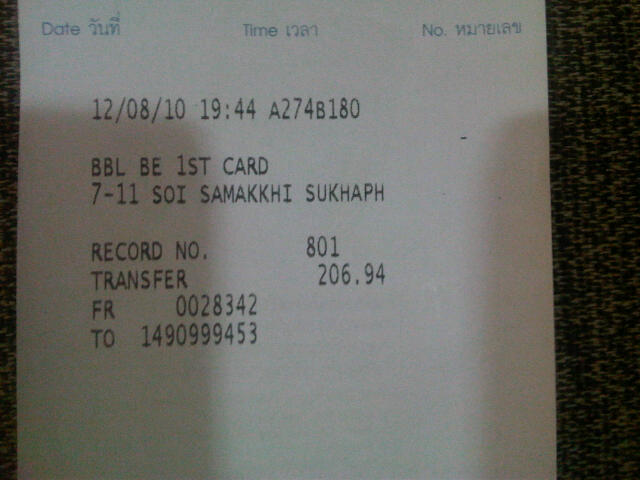 Date วันที่ Time เวลา No. หมายเลข
12/08/10 19:44 A274B180
BBL BE 1ST CARD
7-11 SOI SAMAKKHI SUKHAPH
RECORD NO. 801
TRANSFER 206.94
FR 0028342
TO 1490999453